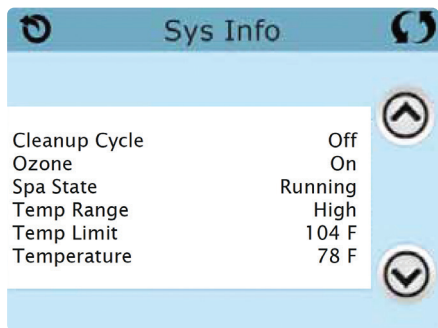 Sys Info
Cleanup Cycle Off
Ozone On
Spa State Running
Temp Range High
Temp Limit 104 F
Temperature 78 F